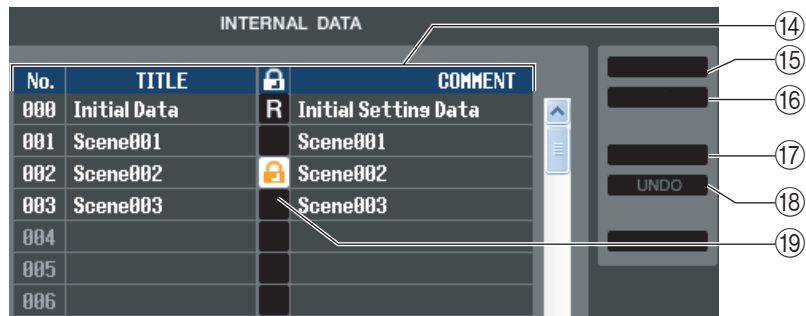 INTERNAL DATA
⑭
⑮
No. TITLE COMMENT
⑯
000 Initial Data R Initial Setting Data
001 Scene001 Scene001
⑰
002 Scene002 Scene002
UNDO
⑱
003 Scene003 Scene003
⑲
004
005
006